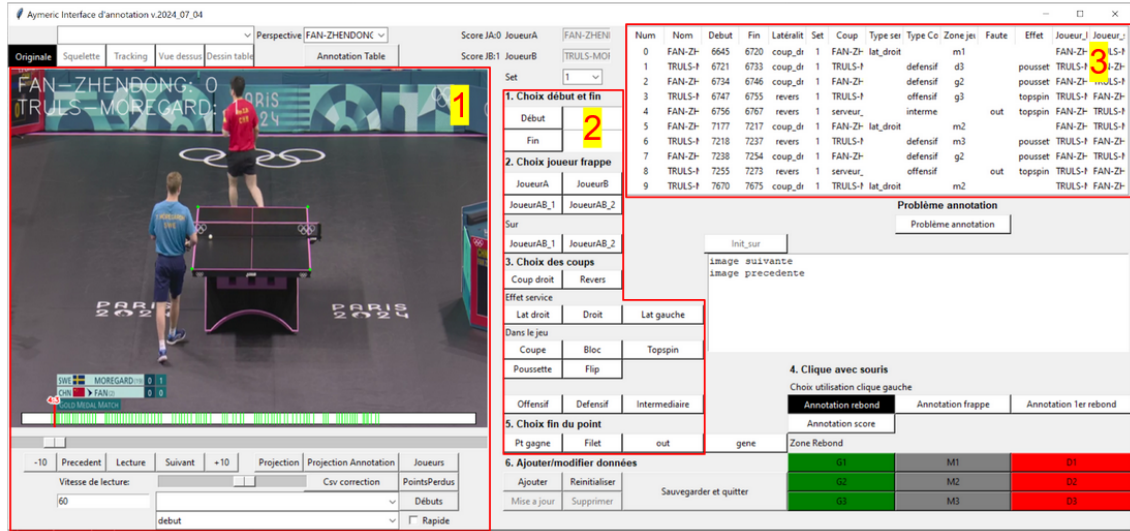 Aymeric Interface d'annotation v.2024_07_04
Perspective FAN-ZHENDONG
Score JA:0 JoueurA FAN-ZHENI
Originale Squelette Tracking Vue dessus Dessin table Annotation Table
Score JB:1 JoueurB TRULS-MOI
Set 1
FAN-ZHENDONG: 0
TRULS-MOREGARD: 1
1
PARIS
2024
PARIS
2024
SWE MOREGARD 0 1
CHN FAN 0 0
GOLD MEDAL MATCH
-10 Precedent Lecture Suivant +10 Projection Projection Annotation Joueurs
Vitesse de lecture: Csv correction PointsPerdus
60 Débuts
debut Rapide
1. Choix début et fin
Début
Fin
2
2. Choix joueur frappe
JoueurA JoueurB
JoueurAB_1 JoueurAB_2
Sur
JoueurAB_1 JoueurAB_2
3. Choix des coups
Coup droit Revers
Effet service
Lat droit Droit Lat gauche
Dans le jeu
Coupe Bloc Topspin
Poussette Flip
Offensif Defensif Intermediaire
5. Choix fin du point
Pt gagne Filet out gene
6. Ajouter/modifier données
Ajouter Reinitialiser
Mise a jour Supprimer
Sauvegarder et quitter
Num Nom Debut Fin Latéralit Set Coup Type ser Type Co Zone jeu Faute Effet Joueur_l Joueur_s
0 FAN-ZH 6645 6720 coup_dr 1 FAN-ZH lat_droit m1 FAN-ZH TRULS-M
1 TRULS-M 6721 6733 coup_dr 1 TRULS-M defensif d3 pousset TRULS-M FAN-ZH
2 FAN-ZH 6734 6746 coup_dr 1 FAN-ZH defensif g2 pousset FAN-ZH TRULS-M
3 TRULS-M 6747 6755 revers 1 TRULS-M offensif g3 topspin TRULS-M FAN-ZH
4 FAN-ZH 6756 6767 revers 1 serveur_ interme out topspin FAN-ZH TRULS-M
5 FAN-ZH 7177 7217 coup_dr 1 FAN-ZH lat_droit m2 FAN-ZH TRULS-M
6 TRULS-M 7218 7237 revers 1 TRULS-M defensif m3 pousset TRULS-M FAN-ZH
7 FAN-ZH 7238 7254 coup_dr 1 FAN-ZH defensif g2 pousset FAN-ZH TRULS-M
8 TRULS-M 7255 7273 revers 1 serveur_ offensif out topspin TRULS-M FAN-ZH
9 TRULS-M 7670 7675 coup_dr 1 TRULS-M lat_droit m2 TRULS-M FAN-ZH
3
Problème annotation
Problème annotation
Init_sur
image suivante
image precedente
4. Clique avec souris
Choix utilisation clique gauche
Annotation rebond Annotation frappe Annotation 1er rebond
Annotation score
Zone Rebond
G1 M1 D1
G2 M2 D2
G3 M3 D3